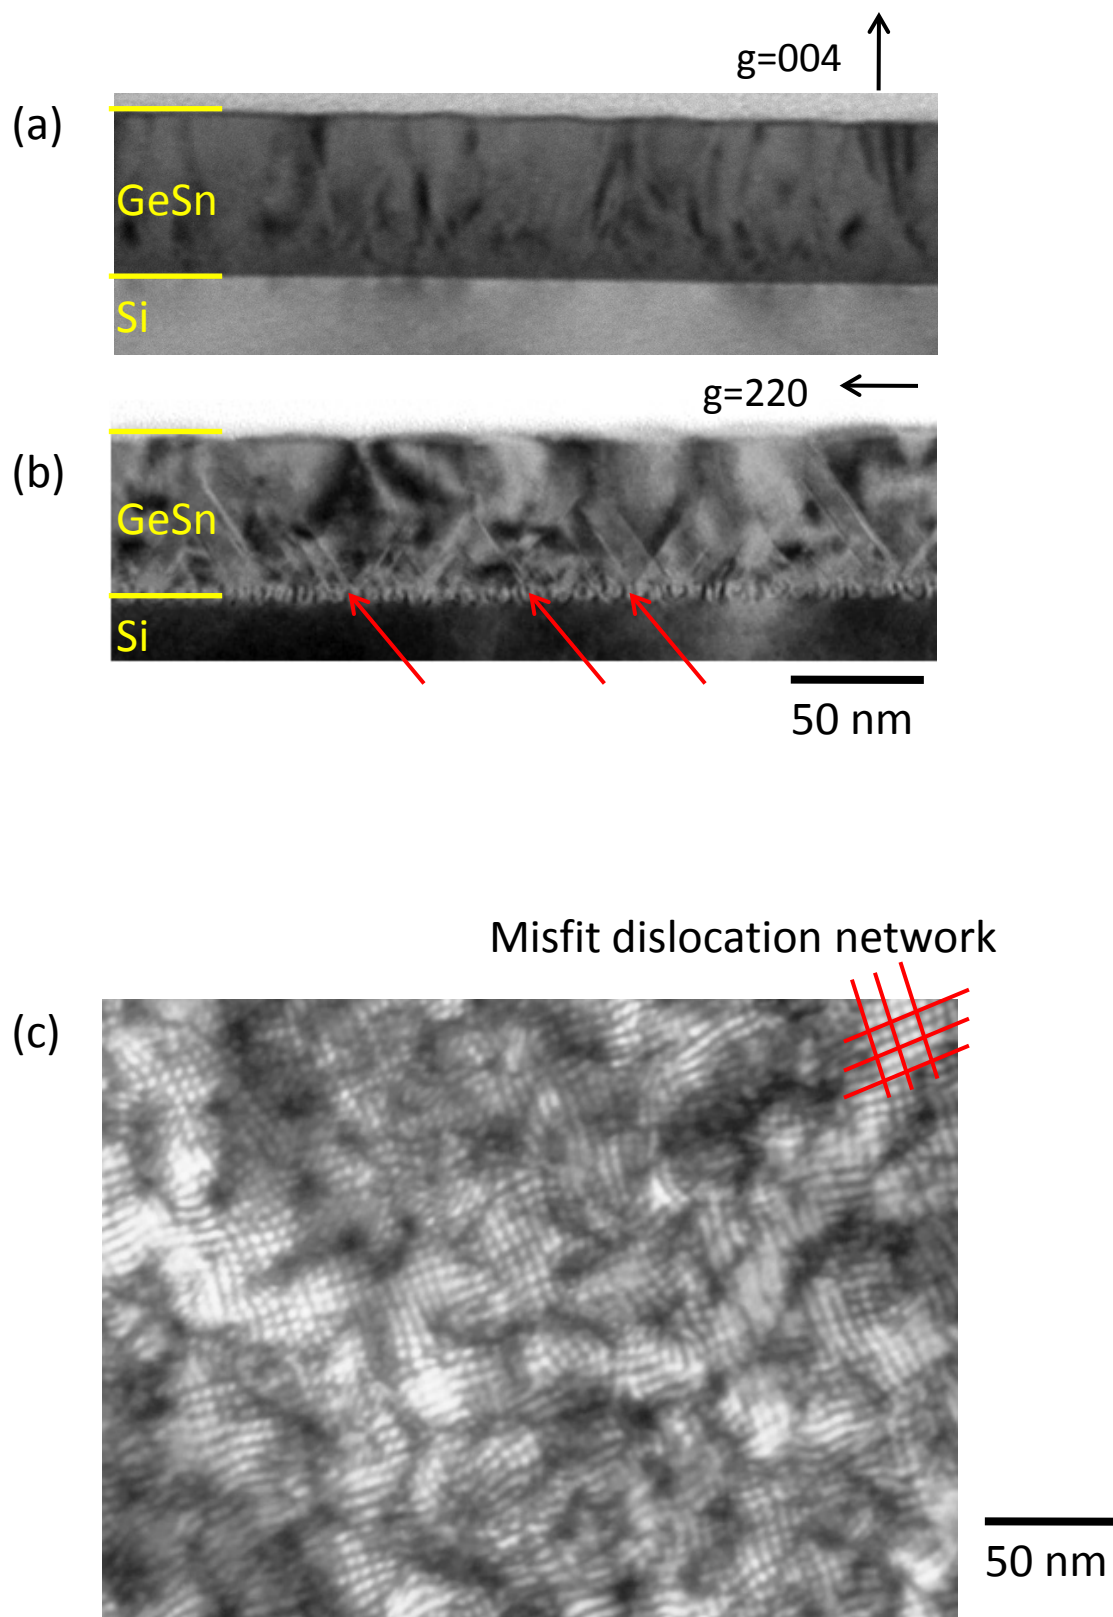 g=004
(a)
GeSn
Si
g=220
(b)
GeSn
Si
50 nm
Misfit dislocation network
(c)
50 nm